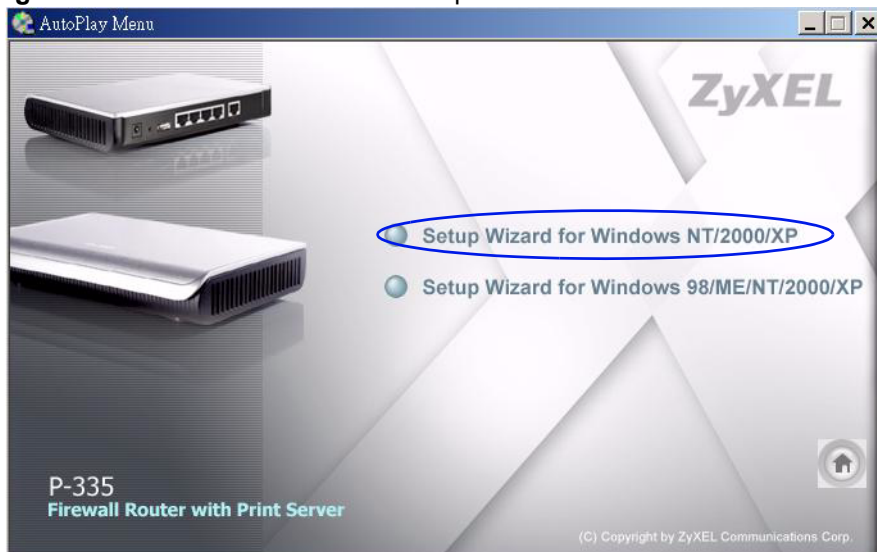 AutoPlay Menu
ZyXEL
Setup Wizard for Windows NT/2000/XP
Setup Wizard for Windows 98/ME/NT/2000/XP
P-335
Firewall Router with Print Server
(C) Copyright by ZyXEL Communications Corp.